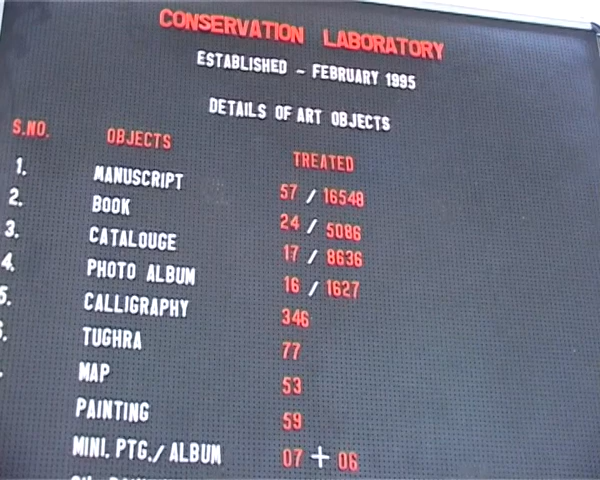 CONSERVATION LABORATORY
ESTABLISHED - FEBRUARY 1995
DETAILS OF ART OBJECTS
S.NO. OBJECTS TREATED
1. MANUSCRIPT 57 / 16548
2. BOOK 24 / 5086
3. CATALOUGE 17 / 8636
4. PHOTO ALBUM 16 / 1627
5. CALLIGRAPHY 346
TUGHRA 77
MAP 53
PAINTING 59
MINI. PTG./ ALBUM 07 + 06